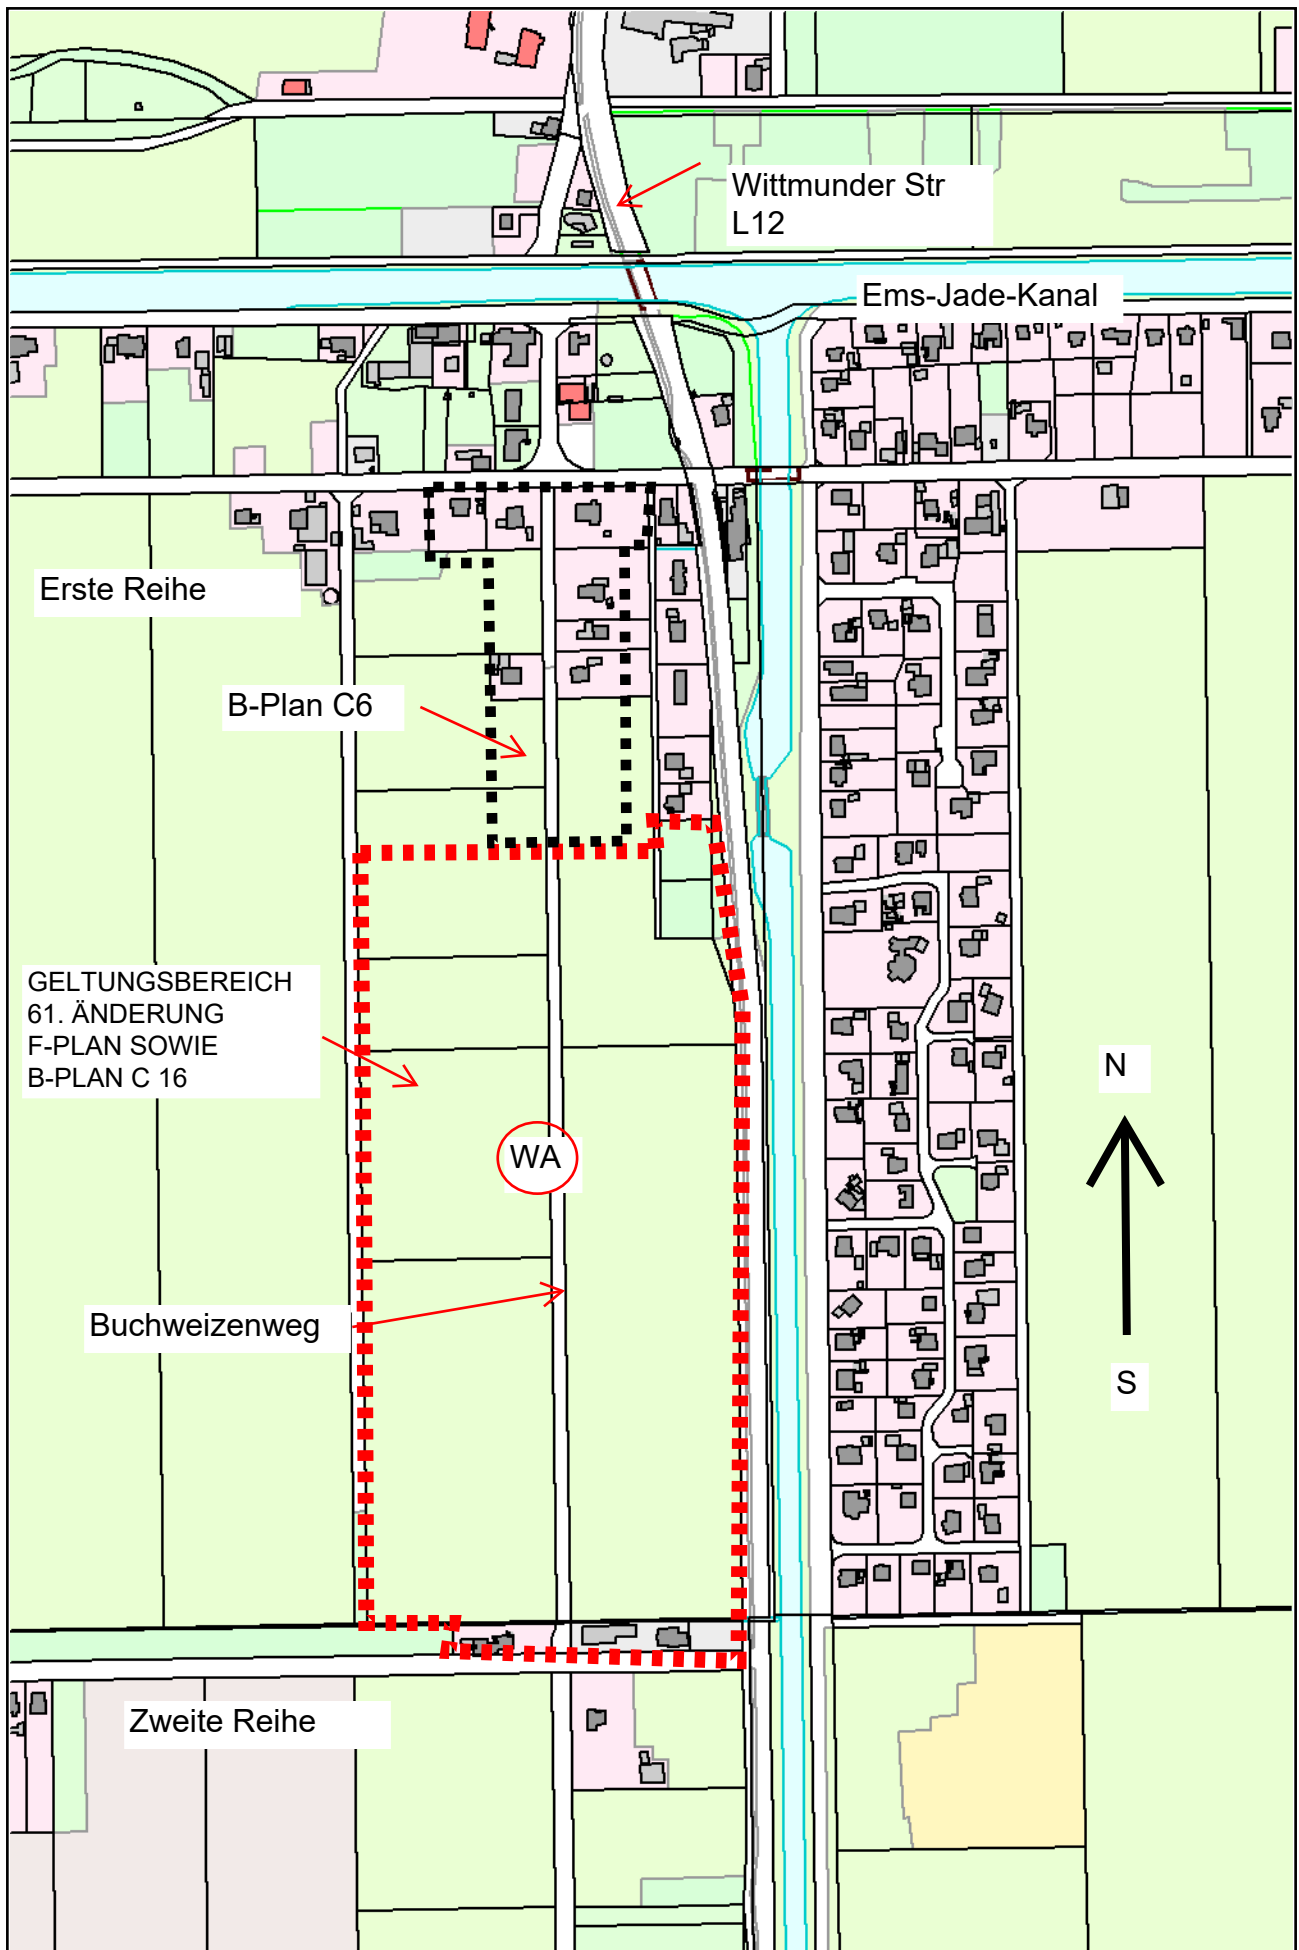 Wittmunder Str
L12
Ems-Jade-Kanal
Erste Reihe
B-Plan C6
GELTUNGSBEREICH
61. ÄNDERUNG
F-PLAN SOWIE
B-PLAN C 16
N
WA
Buchweizenweg
S
Zweite Reihe